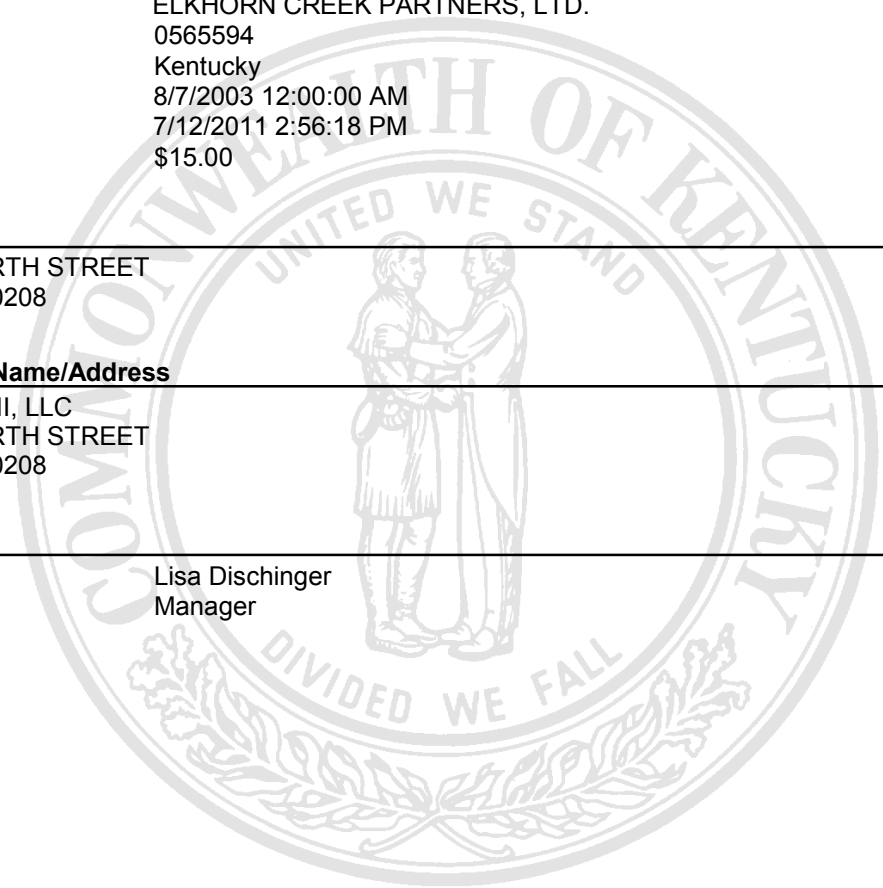 ELKHORN CREEK PARTNERS, LTD.
0565594
Kentucky
8/7/2003 12:00:00 AM
7/12/2011 2:56:18 PM
$15.00
COMMONWEALTH OF KENTUCKY
UNITED WE STAND
RTH STREET
0208
Name/Address
II, LLC
RTH STREET
0208
Lisa Dischinger
Manager
DIVIDED WE FALL